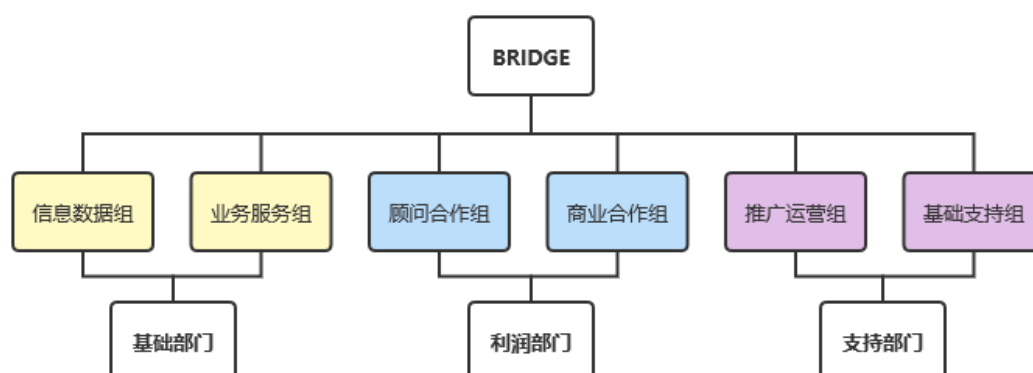 BRIDGE
信息数据组
业务服务组
顾问合作组
商业合作组
推广运营组
基础支持组
基础部门
利润部门
支持部门